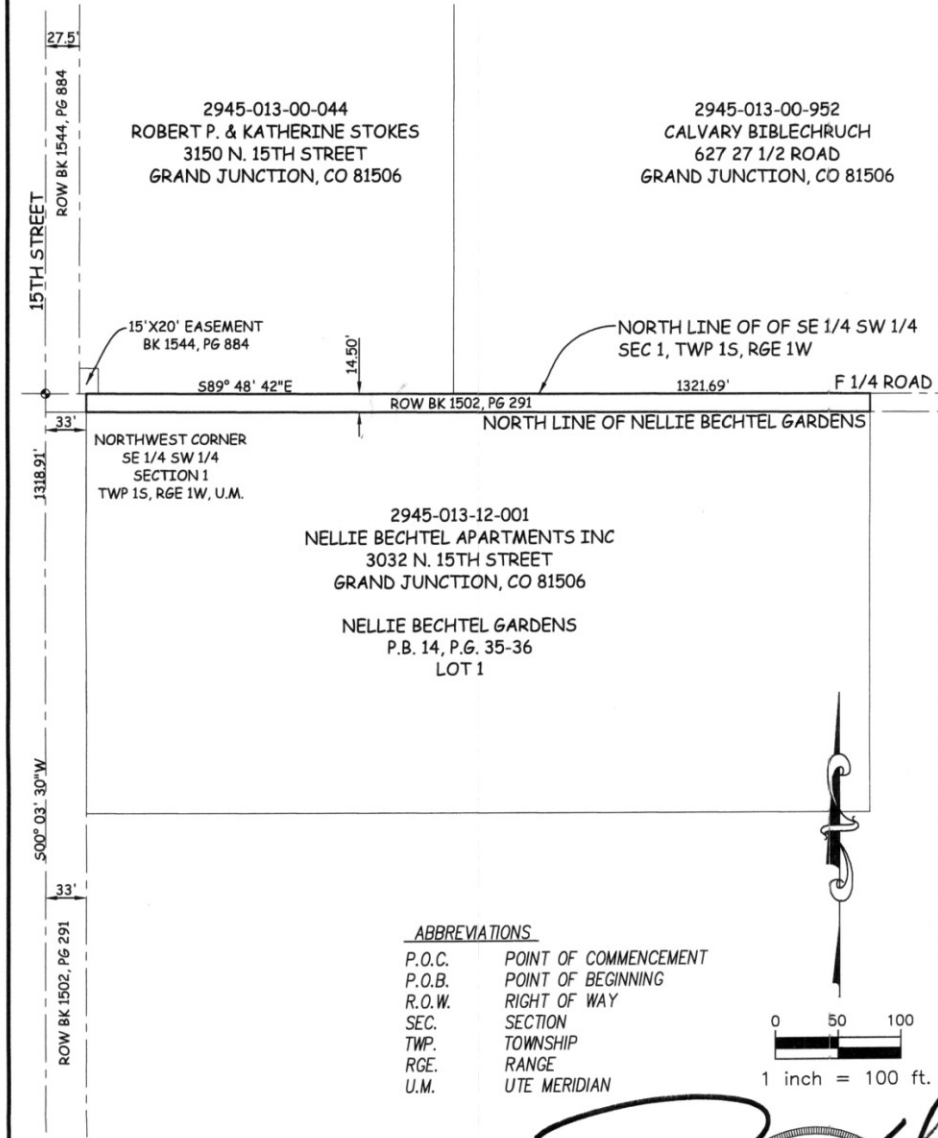 27.5'
ROW BK 1544, PG 884
15TH STREET
2945-013-00-044
ROBERT P. & KATHERINE STOKES
3150 N. 15TH STREET
GRAND JUNCTION, CO 81506
2945-013-00-952
CALVARY BIBLECHRUCH
627 27 1/2 ROAD
GRAND JUNCTION, CO 81506
15'X20' EASEMENT
BK 1544, PG 884
14.50'
NORTH LINE OF OF SE 1/4 SW 1/4
SEC 1, TWP 1S, RGE 1W
S89° 48' 42"E
1321.69'
F 1/4 ROAD
ROW BK 1502, PG 291
NORTH LINE OF NELLIE BECHTEL GARDENS
33'
1318.91'
NORTHWEST CORNER
SE 1/4 SW 1/4
SECTION 1
TWP 1S, RGE 1W, U.M.
2945-013-12-001
NELLIE BECHTEL APARTMENTS INC
3032 N. 15TH STREET
GRAND JUNCTION, CO 81506
NELLIE BECHTEL GARDENS
P.B. 14, P.G. 35-36
LOT 1
S00° 03' 30"W
33'
ROW BK 1502, PG 291
ABBREVIATIONS
P.O.C. POINT OF COMMENCEMENT
P.O.B. POINT OF BEGINNING
R.O.W. RIGHT OF WAY
SEC. SECTION
TWP. TOWNSHIP
RGE. RANGE
U.M. UTE MERIDIAN
0 50 100
1 inch = 100 ft.